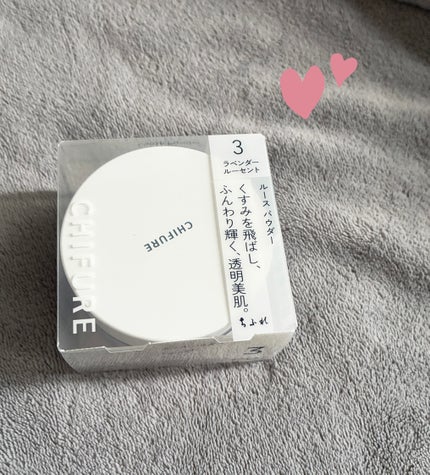 3
ラベンダー
ルーセント
ルース パウダー
くすみを飛ばし、
ふんわり輝く、透明美肌。
ちふれ
CHIFURE
CHIFURE
3